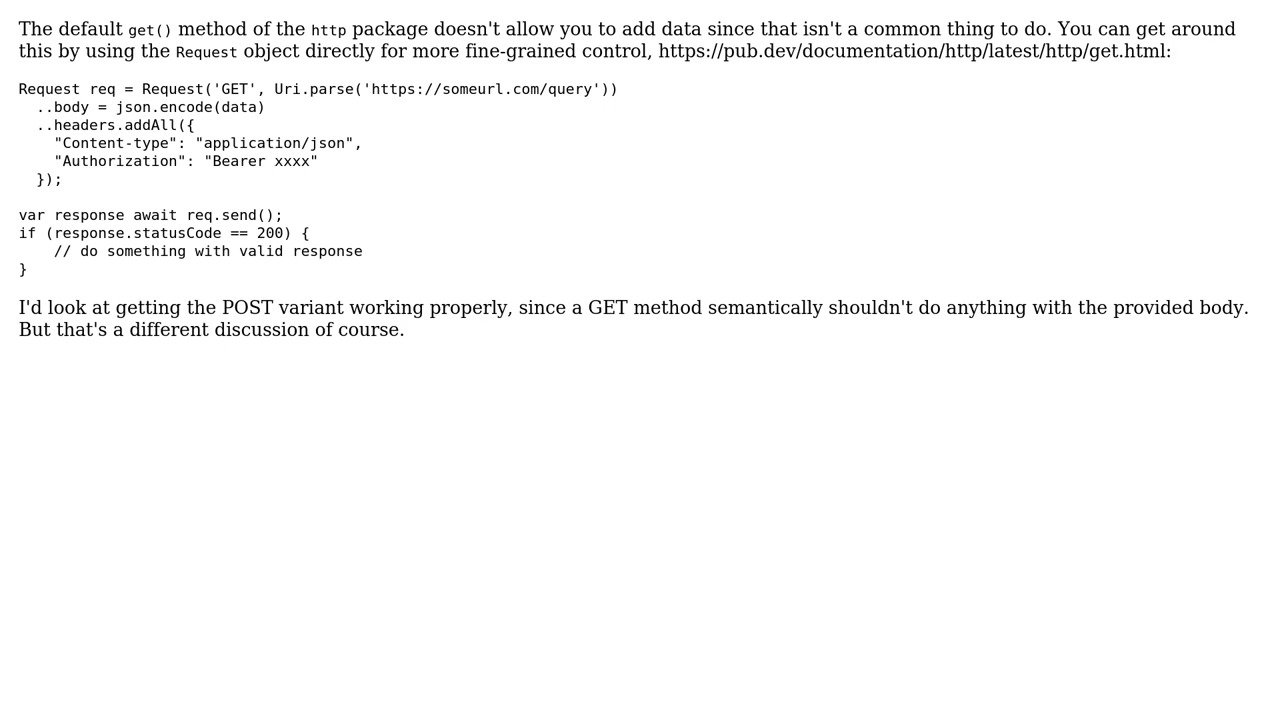 The default get() method of the http package doesn't allow you to add data since that isn't a common thing to do. You can get around
this by using the Request object directly for more fine-grained control, https://pub.dev/documentation/http/latest/http/get.html:
Request req = Request('GET', Uri.parse('https://someurl.com/query'))
  ..body = json.encode(data)
  ..headers.addAll({
    "Content-type": "application/json",
    "Authorization": "Bearer xxxx"
  });

var response await req.send();
if (response.statusCode == 200) {
    // do something with valid response
}
I'd look at getting the POST variant working properly, since a GET method semantically shouldn't do anything with the provided body.
But that's a different discussion of course.